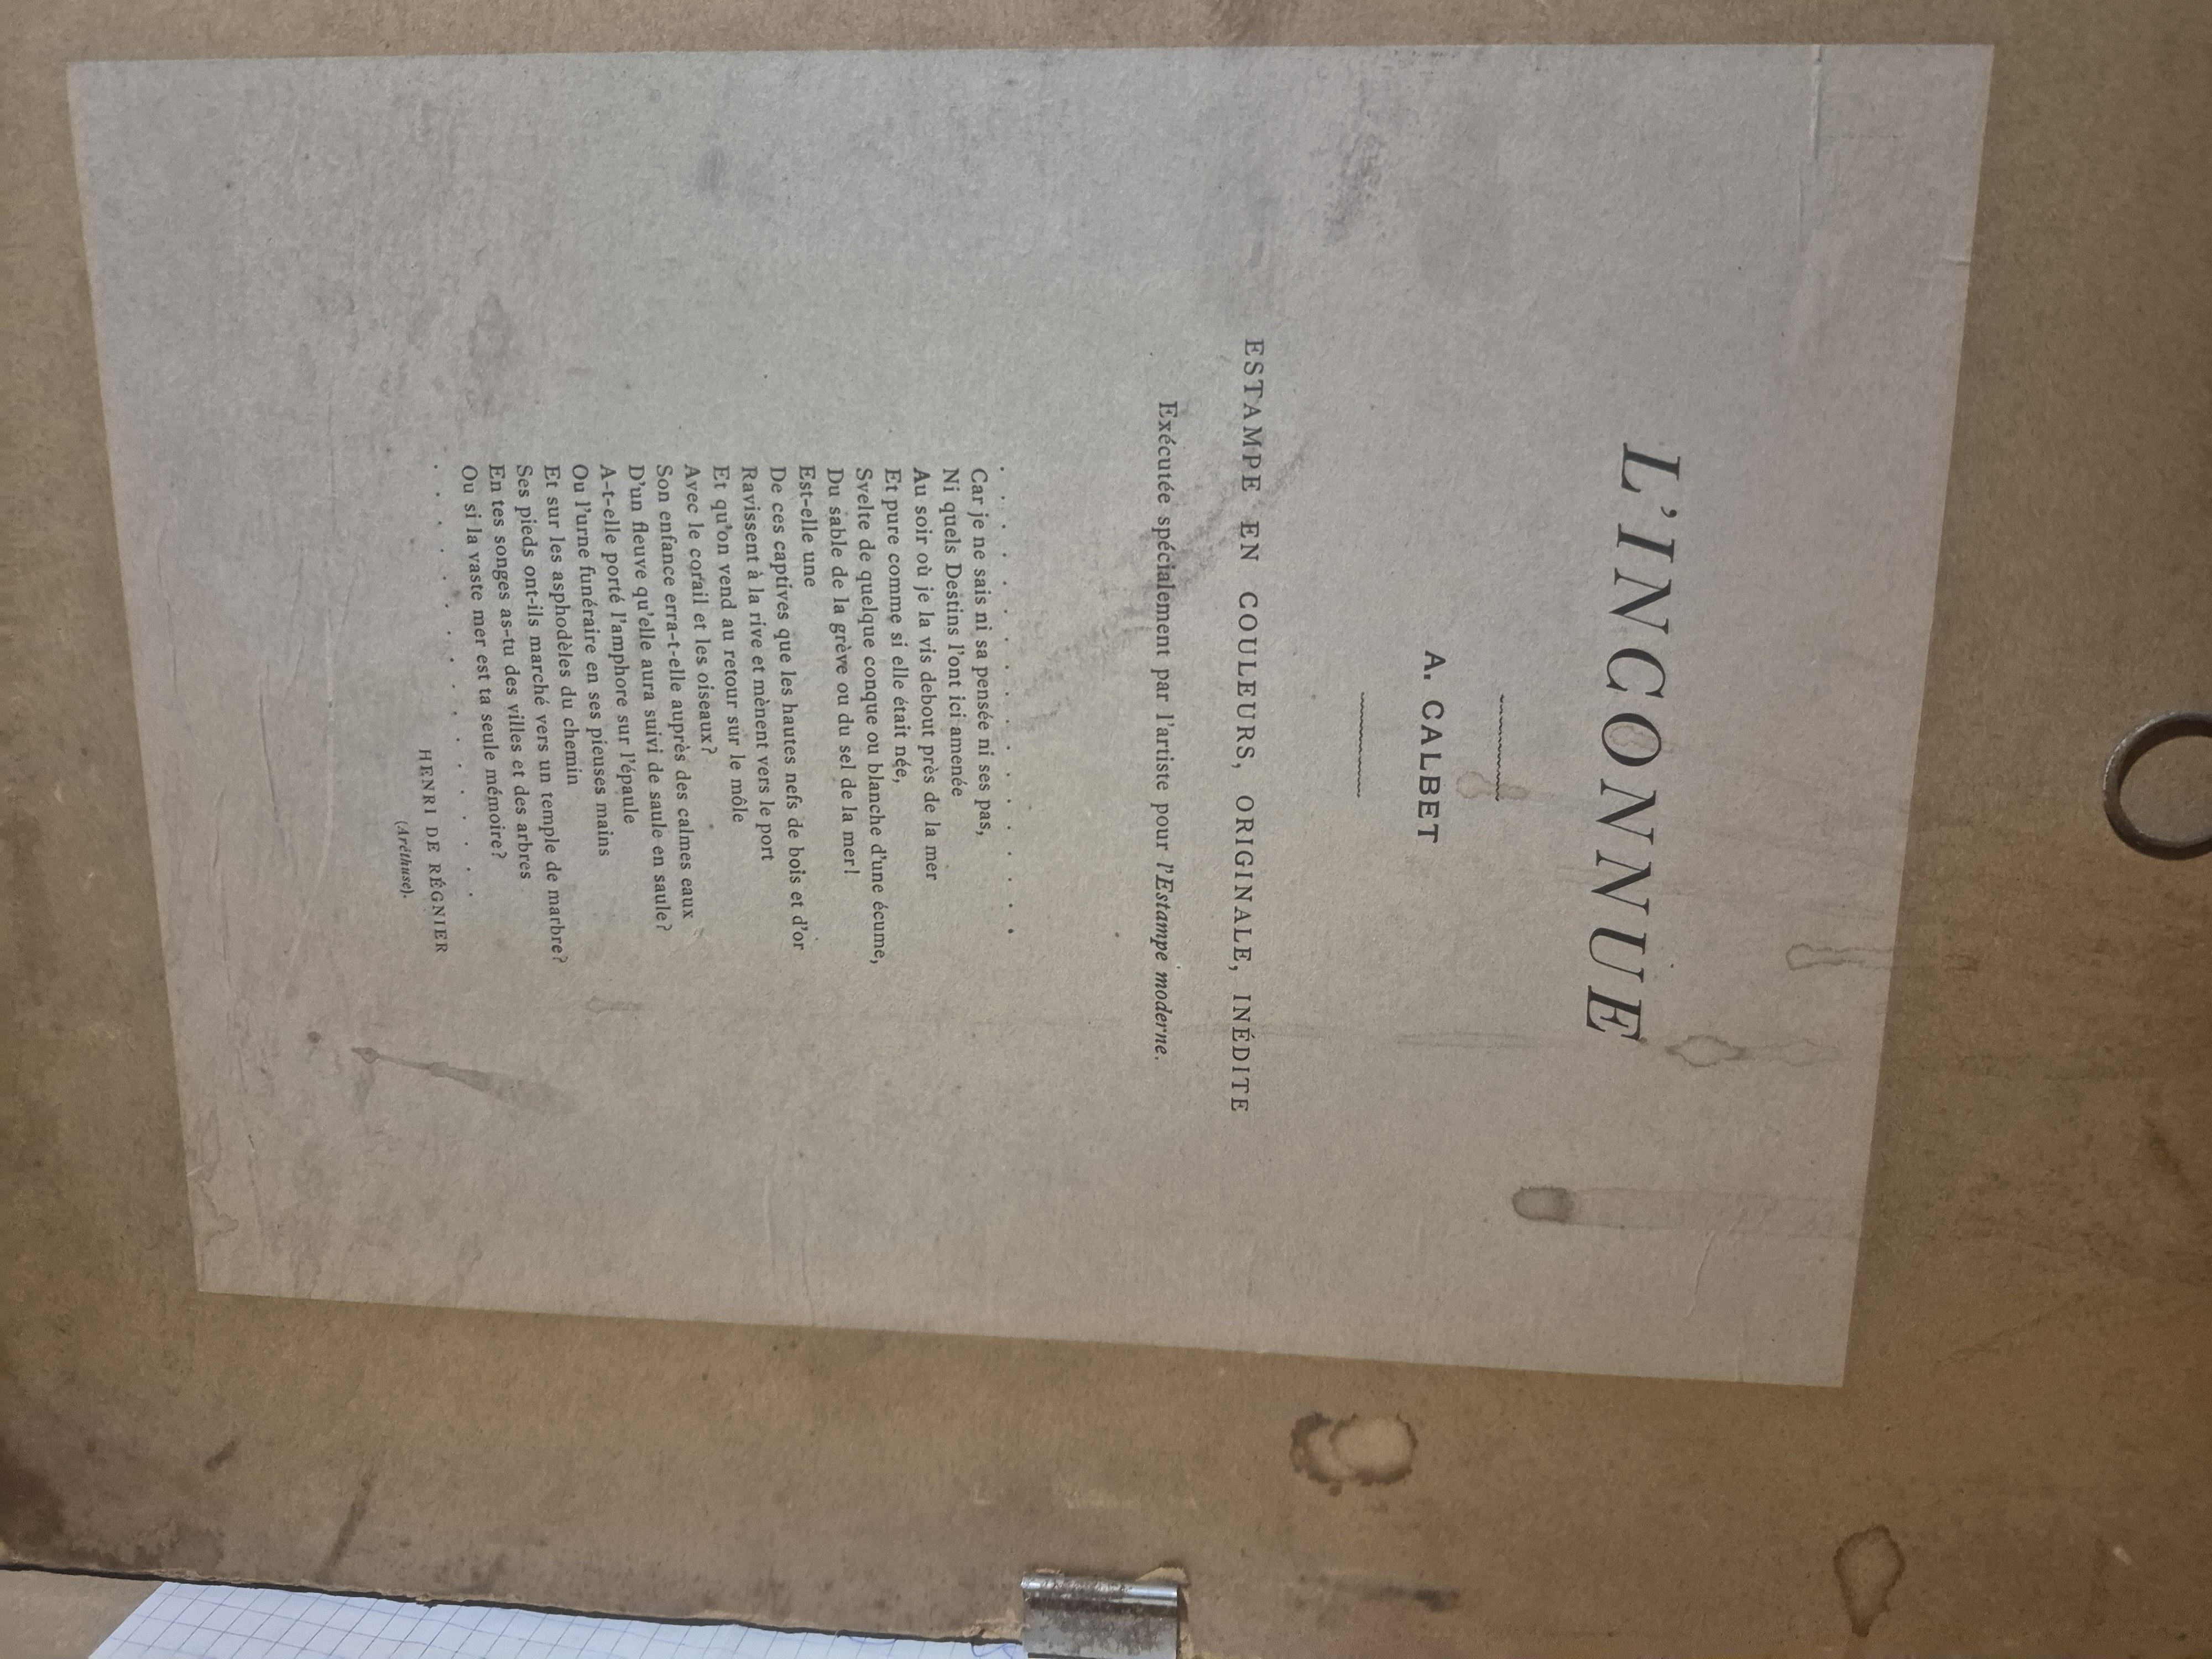 L'INCONNUE
A. CALBET
ESTAMPE EN COULEURS, ORIGINALE, INÉDITE
Exécutée spécialement par l'artiste pour l'Estampe moderne.
. . . . . . . . . . . . . . . . .
Car je ne sais ni sa pensée ni ses pas,
Ni quels Destins l'ont ici amenée
Au soir où je la vis debout près de la mer
Et pure comme si elle était née,
Svelte de quelque conque ou blanche d'une écume,
Du sable de la grève ou du sel de la mer!
Est-elle une
De ces captives que les hautes nefs de bois et d'or
Ravissent à la rive et mènent vers le port
Et qu'on vend au retour sur le môle
Avec le corail et les oiseaux?
Son enfance erra-t-elle auprès des calmes eaux
D'un fleuve qu'elle aura suivi de saule en saule?
A-t-elle porté l'amphore sur l'épaule
Ou l'urne funéraire en ses pieuses mains
Et sur les asphodèles du chemin
Ses pieds ont-ils marché vers un temple de marbre?
En tes songes as-tu des villes et des arbres
Ou si la vaste mer est ta seule mémoire?
. . . . . . . . . . . . . . . . .
HENRI DE RÉGNIER
(Aréthuse).